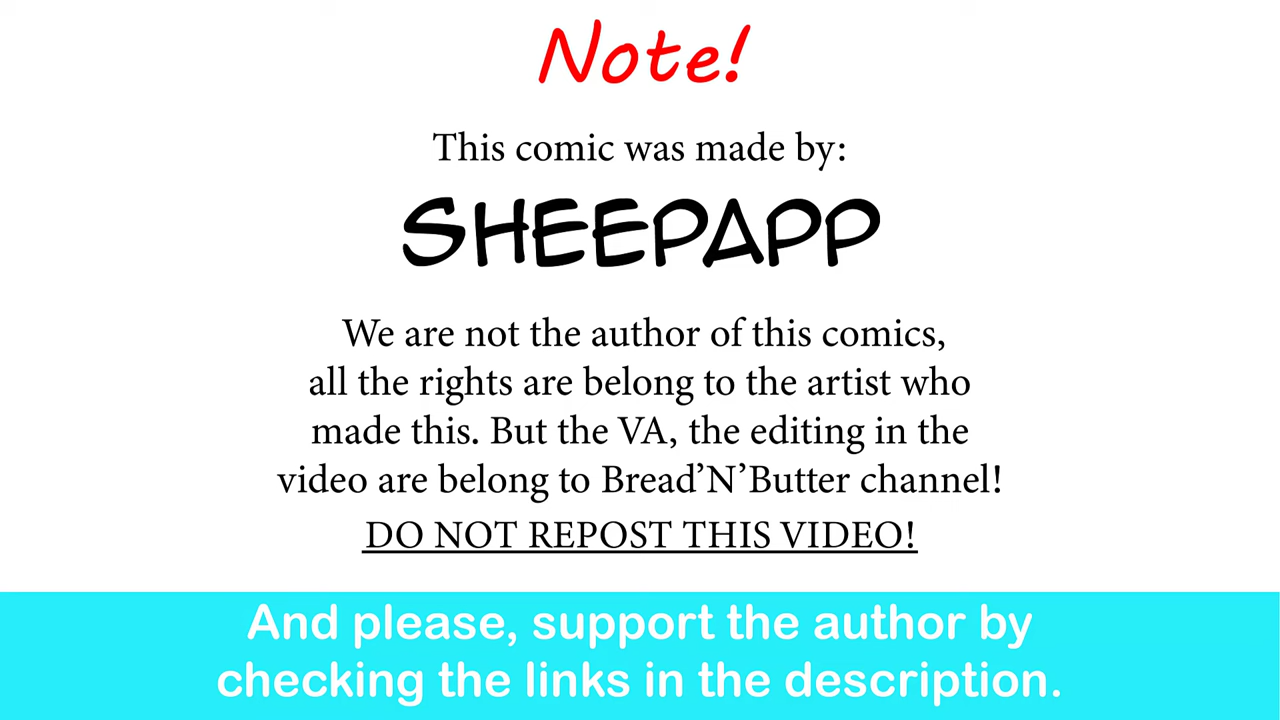 Note!
This comic was made by:
SHEEPAPP
We are not the author of this comics,
all the rights are belong to the artist who
made this. But the VA, the editing in the
video are belong to Bread’N’Butter channel!
DO NOT REPOST THIS VIDEO!
And please, support the author by
checking the links in the description.